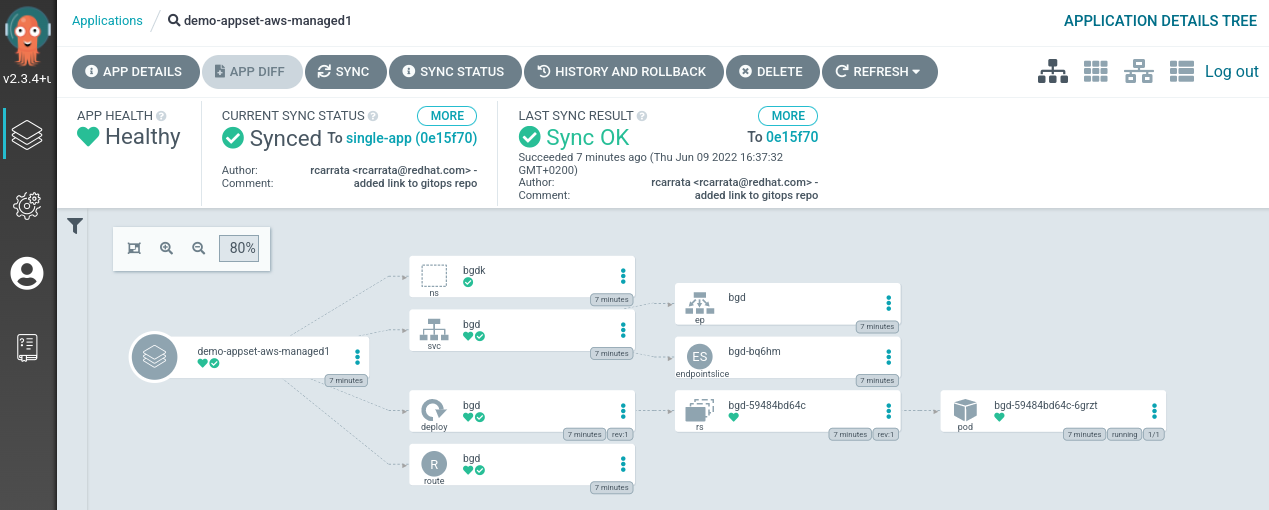 Applications / demo-appset-aws-managed1
APPLICATION DETAILS TREE
v2.3.4+u
APP DETAILS
APP DIFF
SYNC
SYNC STATUS
HISTORY AND ROLLBACK
DELETE
REFRESH
Log out
APP HEALTH
Healthy
CURRENT SYNC STATUS
MORE
Synced To single-app (0e15f70)
Author: rcarrata <rcarrata@redhat.com> -
Comment: added link to gitops repo
LAST SYNC RESULT
MORE
Sync OK To 0e15f70
Succeeded 7 minutes ago (Thu Jun 09 2022 16:37:32
GMT+0200)
Author: rcarrata <rcarrata@redhat.com> -
Comment: added link to gitops repo
80%
demo-appset-aws-managed1
7 minutes
bgdk
ns
7 minutes
bgd
svc
7 minutes
bgd
ep
7 minutes
ES
bgd-bq6hm
endpointslice
7 minutes
bgd
deploy
7 minutes
rev:1
bgd-59484bd64c
rs
7 minutes
rev:1
bgd-59484bd64c-6grzt
pod
7 minutes
running
1/1
R
bgd
route
7 minutes